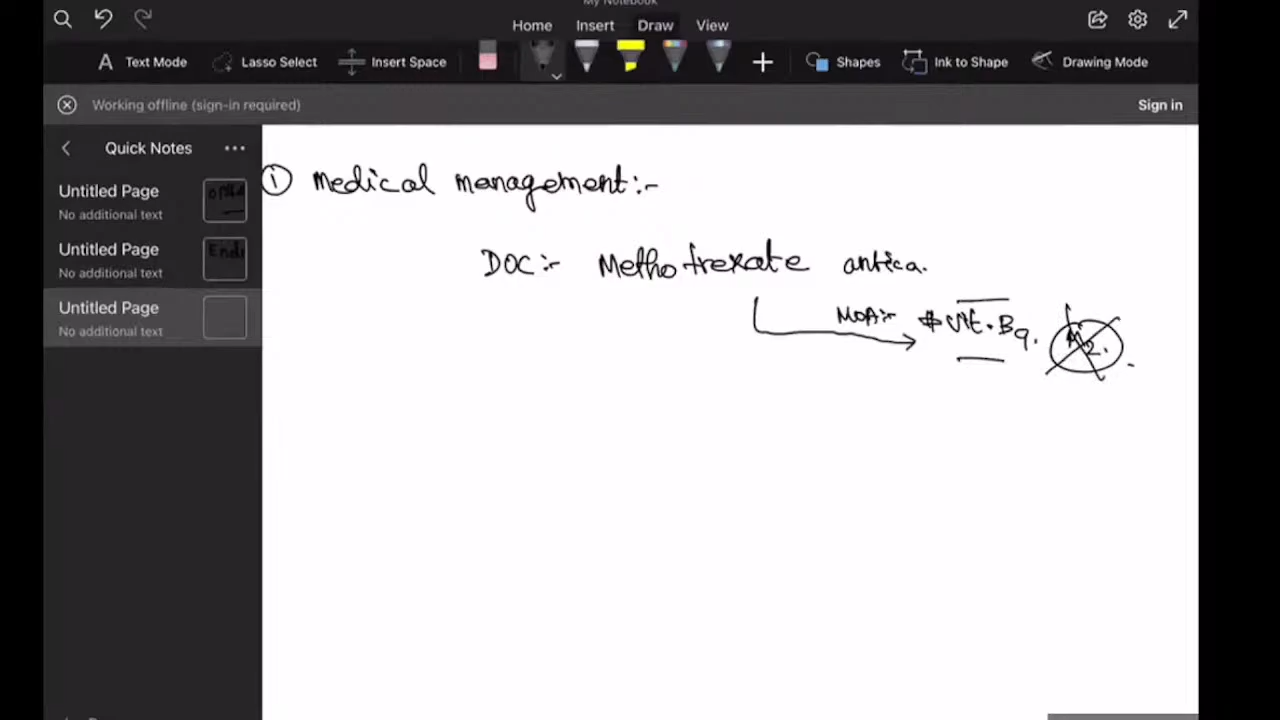 My Notebook
Home Insert Draw View
Text Mode Lasso Select Insert Space Shapes Ink to Shape Drawing Mode
Working offline (sign-in required) Sign in
Quick Notes
Untitled Page
No additional text
Untitled Page
No additional text
Untitled Page
No additional text
① Medical management:-
DOC:- Methotrexate antica.
MOA:- Vit. B9.